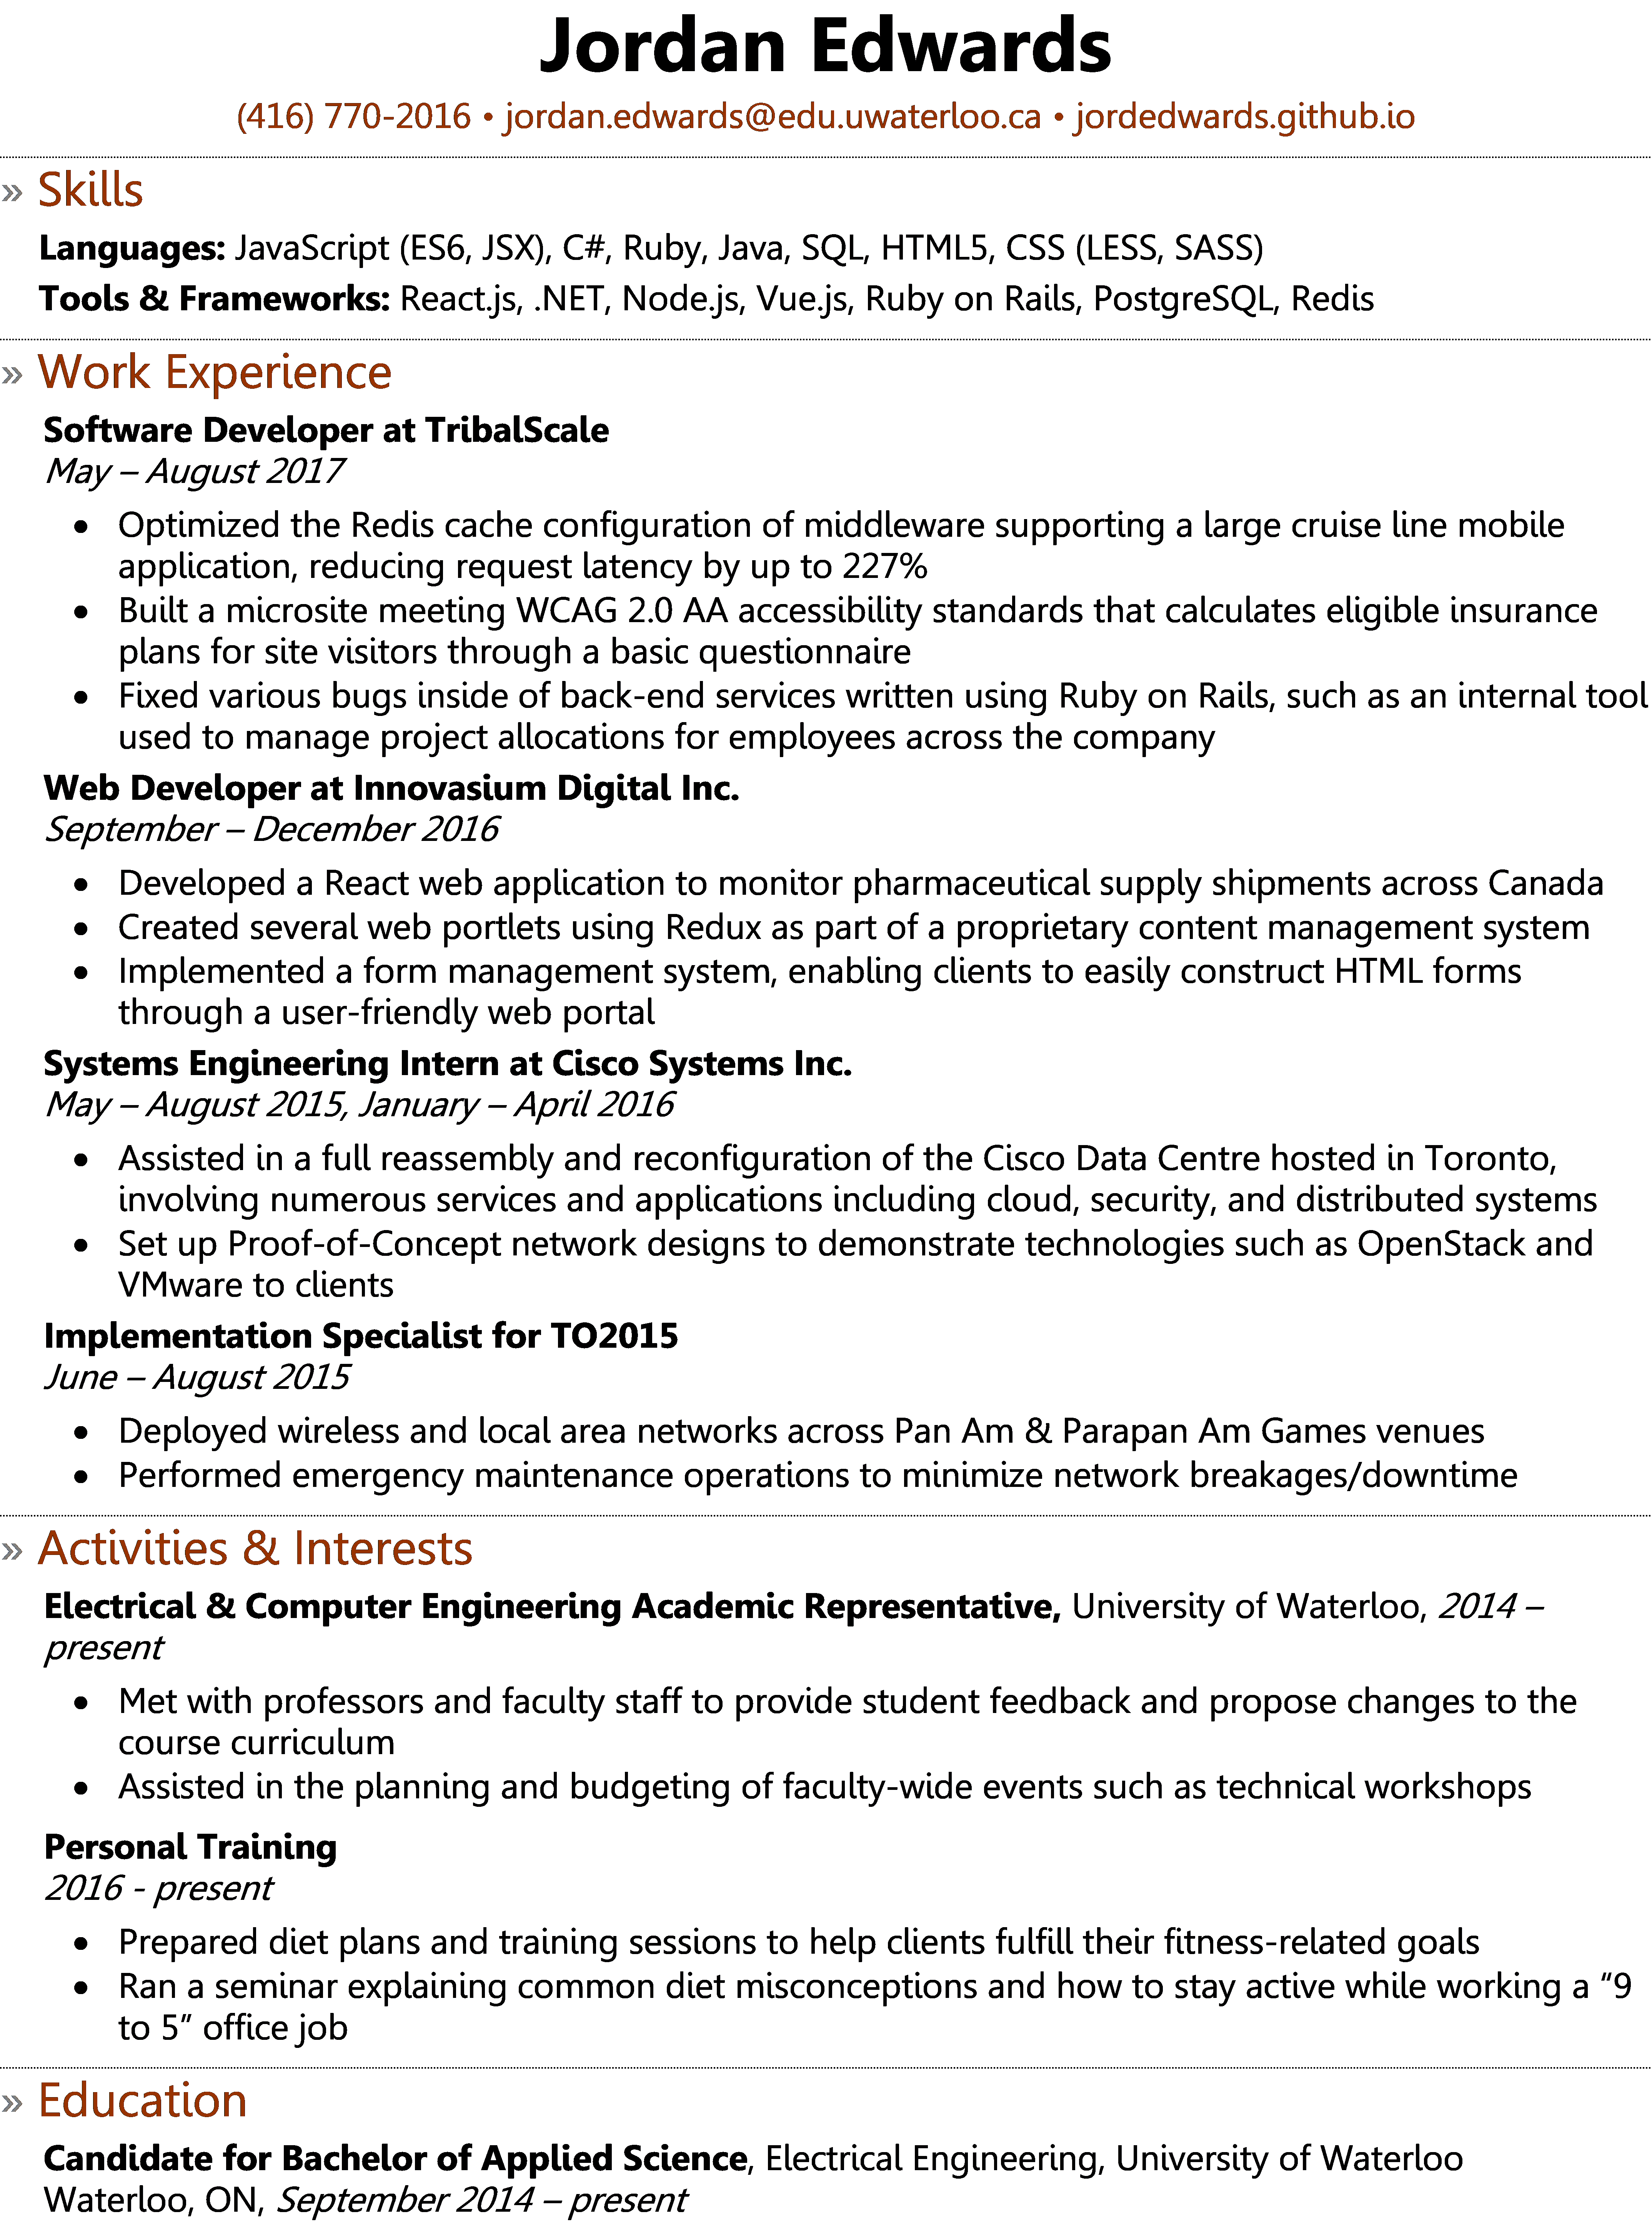 Jordan Edwards
(416) 770-2016 • jordan.edwards@edu.uwaterloo.ca • jordedwards.github.io
» Skills
Languages: JavaScript (ES6, JSX), C#, Ruby, Java, SQL, HTML5, CSS (LESS, SASS)
Tools & Frameworks: React.js, .NET, Node.js, Vue.js, Ruby on Rails, PostgreSQL, Redis
» Work Experience
Software Developer at TribalScale
May – August 2017
• Optimized the Redis cache configuration of middleware supporting a large cruise line mobile
application, reducing request latency by up to 227%
• Built a microsite meeting WCAG 2.0 AA accessibility standards that calculates eligible insurance
plans for site visitors through a basic questionnaire
• Fixed various bugs inside of back-end services written using Ruby on Rails, such as an internal tool
used to manage project allocations for employees across the company
Web Developer at Innovasium Digital Inc.
September – December 2016
• Developed a React web application to monitor pharmaceutical supply shipments across Canada
• Created several web portlets using Redux as part of a proprietary content management system
• Implemented a form management system, enabling clients to easily construct HTML forms
through a user-friendly web portal
Systems Engineering Intern at Cisco Systems Inc.
May – August 2015, January – April 2016
• Assisted in a full reassembly and reconfiguration of the Cisco Data Centre hosted in Toronto,
involving numerous services and applications including cloud, security, and distributed systems
• Set up Proof-of-Concept network designs to demonstrate technologies such as OpenStack and
VMware to clients
Implementation Specialist for TO2015
June – August 2015
• Deployed wireless and local area networks across Pan Am & Parapan Am Games venues
• Performed emergency maintenance operations to minimize network breakages/downtime
» Activities & Interests
Electrical & Computer Engineering Academic Representative, University of Waterloo, 2014 –
present
• Met with professors and faculty staff to provide student feedback and propose changes to the
course curriculum
• Assisted in the planning and budgeting of faculty-wide events such as technical workshops
Personal Training
2016 - present
• Prepared diet plans and training sessions to help clients fulfill their fitness-related goals
• Ran a seminar explaining common diet misconceptions and how to stay active while working a “9
to 5” office job
» Education
Candidate for Bachelor of Applied Science, Electrical Engineering, University of Waterloo
Waterloo, ON, September 2014 – present